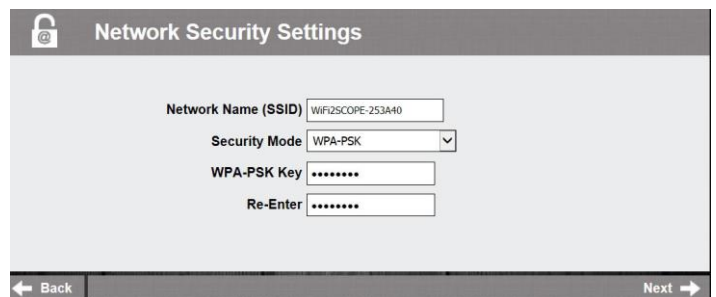 @
Network Security Settings
Network Name (SSID) WiFi2SCOPE-253A40
Security Mode WPA-PSK
WPA-PSK Key ••••••••
Re-Enter ••••••••
Back Next